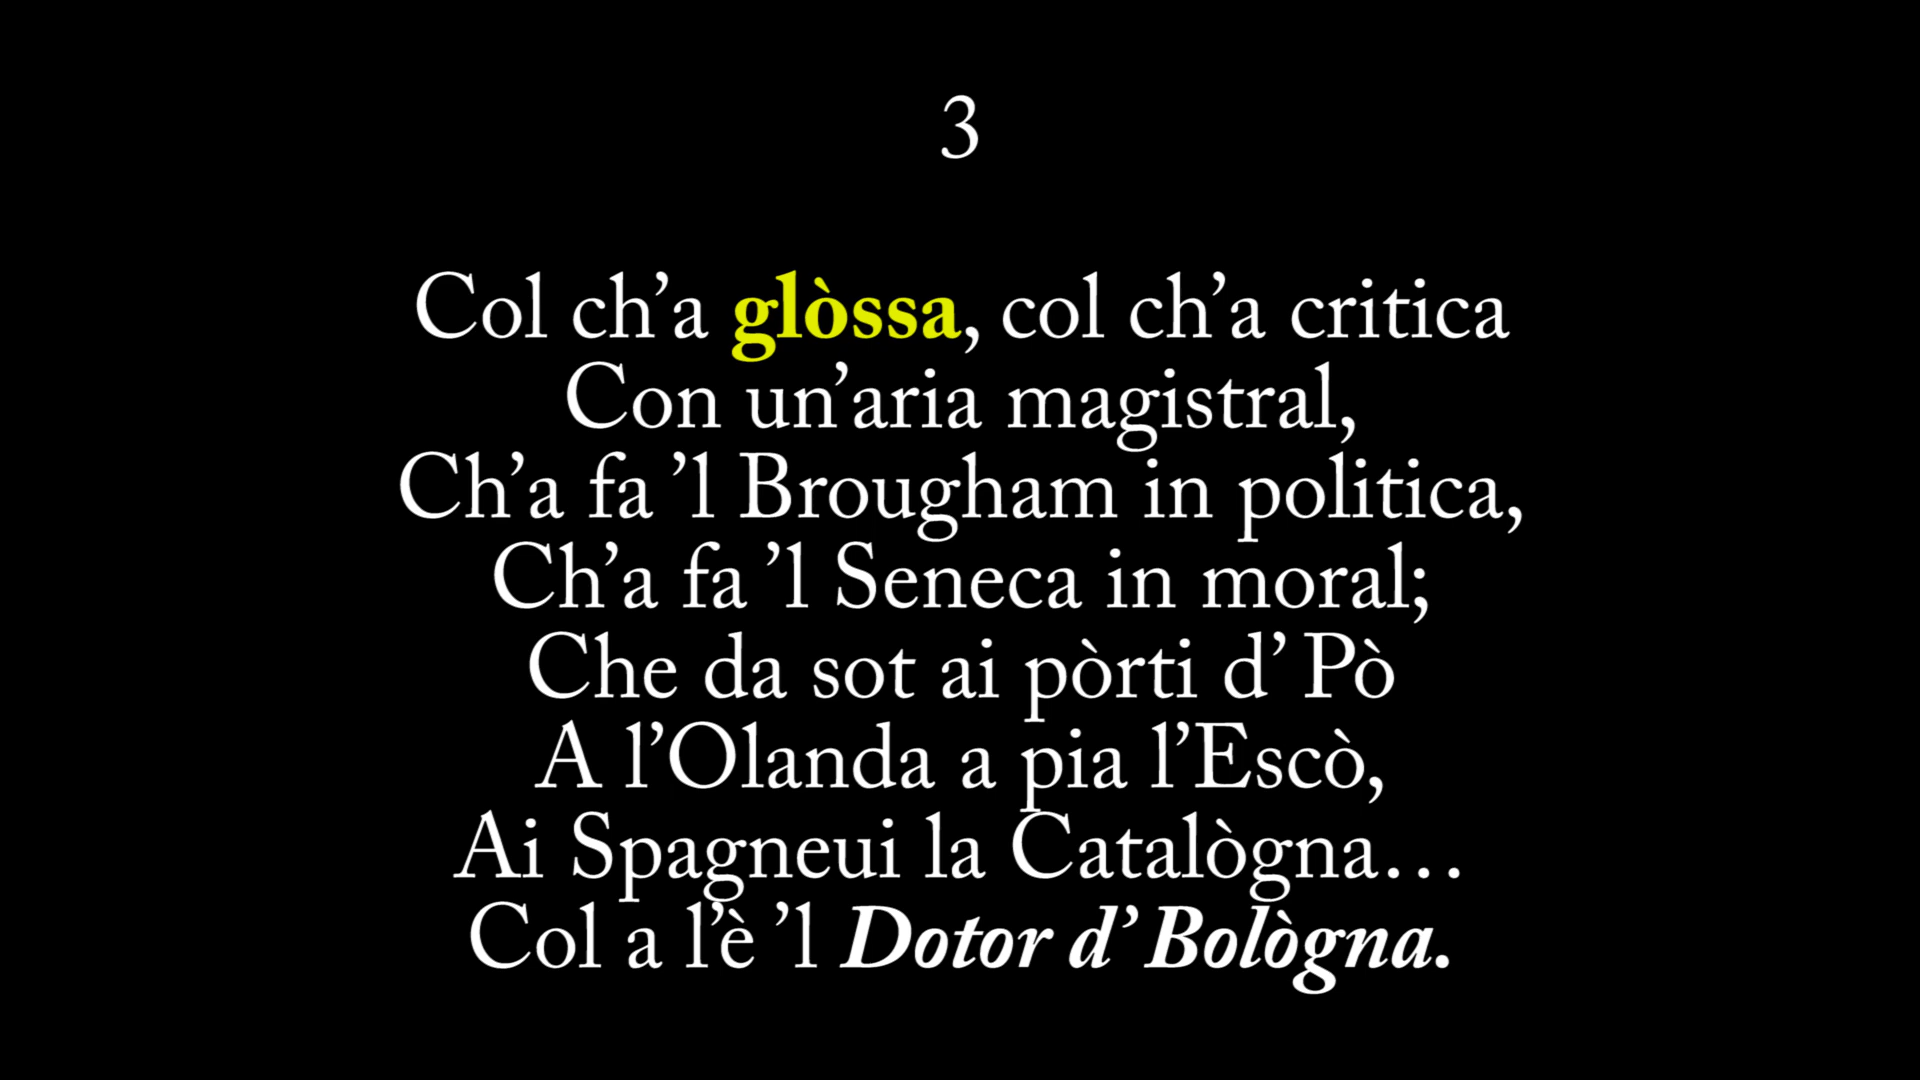 3
Col ch’a glòssa, col ch’a critica
Con un’aria magistral,
Ch’a fa ’l Brougham in politica,
Ch’a fa ’l Seneca in moral;
Che da sot ai pòrti d’ Pò
A l’Olanda a pia l’Escò,
Ai Spagneui la Catalògna…
Col a l’è ’l Dotor d’ Bològna.